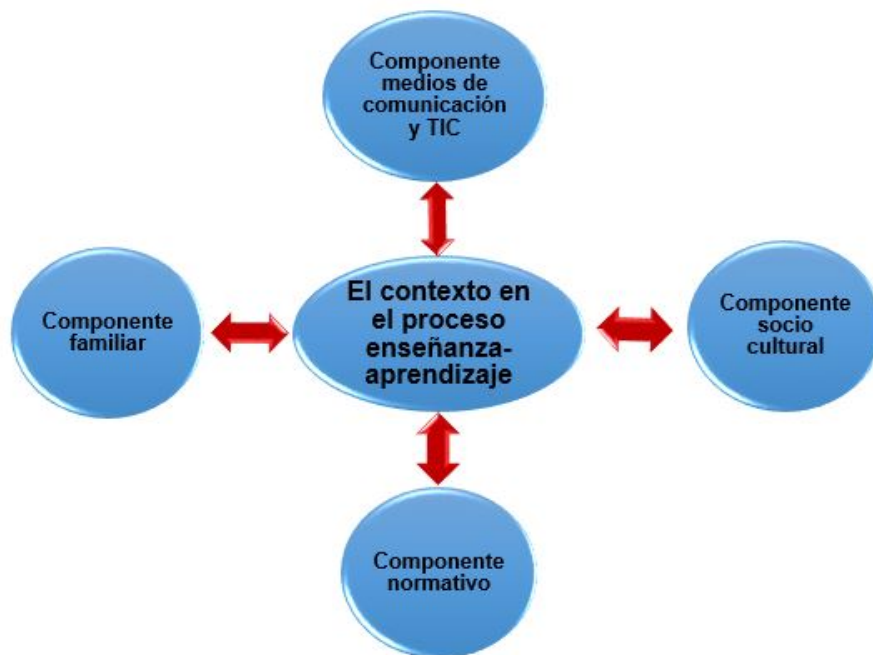 Componente
medios de
comunicación
y TIC
El contexto en
el proceso
enseñanza-
aprendizaje
Componente
familiar
Componente
socio
cultural
Componente
normativo